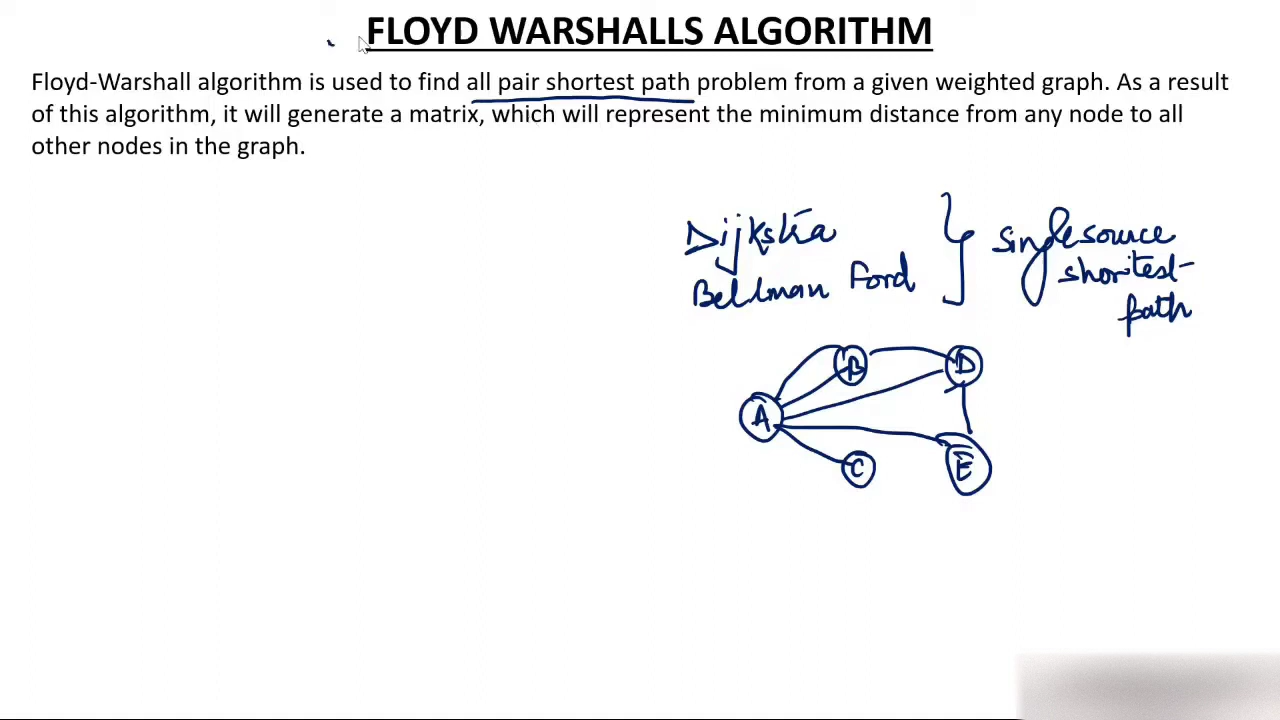 FLOYD WARSHALLS ALGORITHM
Floyd-Warshall algorithm is used to find all pair shortest path problem from a given weighted graph. As a result
of this algorithm, it will generate a matrix, which will represent the minimum distance from any node to all
other nodes in the graph.
Dijkstra
Bellman Ford
Single source
shortest
path
B
D
A
C
E